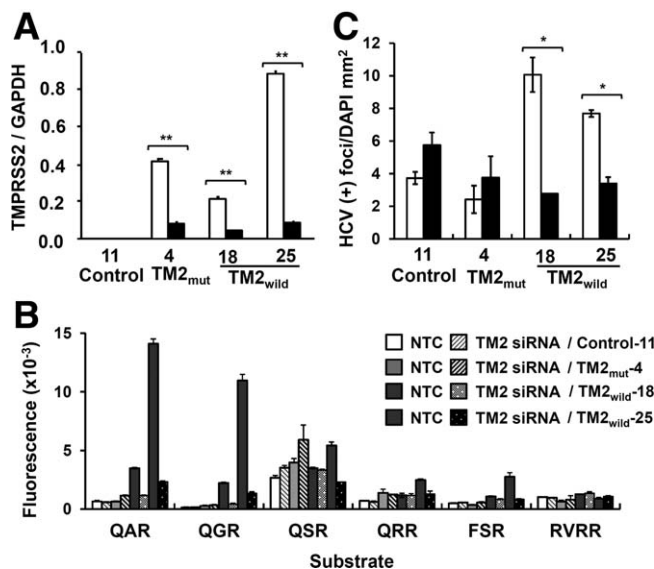 A
TMPRSS2 / GAPDH
1.0
0.8
0.6
0.4
0.2
0.0
**
**
**
11 4 18 25
Control TM2mut TM2wild
C
HCV (+) foci/DAPI mm2
12
10
8
6
4
2
0
*
*
11 4 18 25
Control TM2mut TM2wild
B
Fluorescence (x10-3)
15
10
5
0
NTC TM2 siRNA / Control-11
NTC TM2 siRNA / TM2mut-4
NTC TM2 siRNA / TM2wild-18
NTC TM2 siRNA / TM2wild-25
QAR QGR QSR QRR FSR RVRR
Substrate